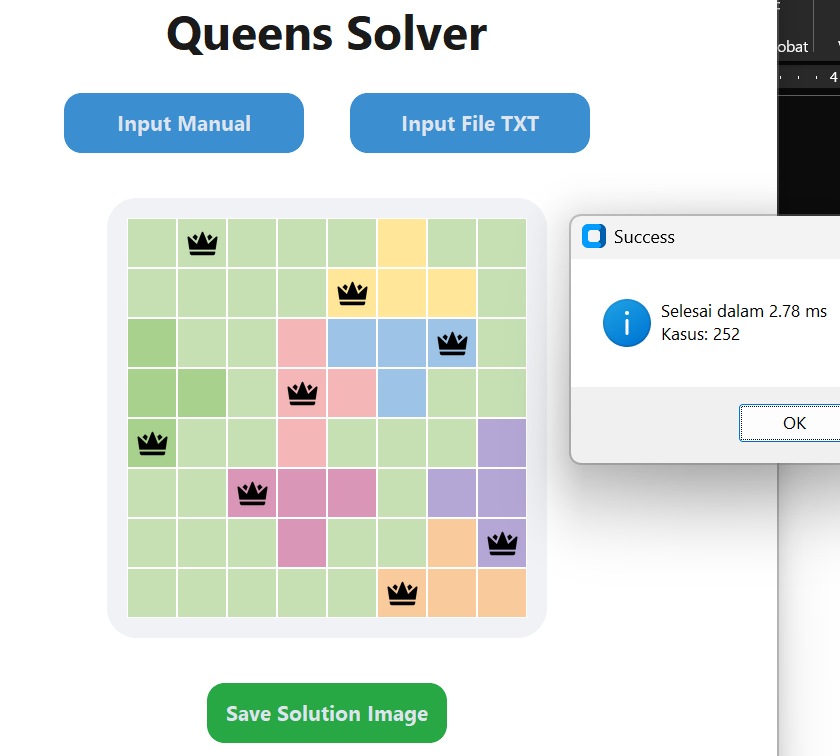 Queens Solver
obat
4
Input Manual
Input File TXT
Success
Selesai dalam 2.78 ms
Kasus: 252
OK
Save Solution Image